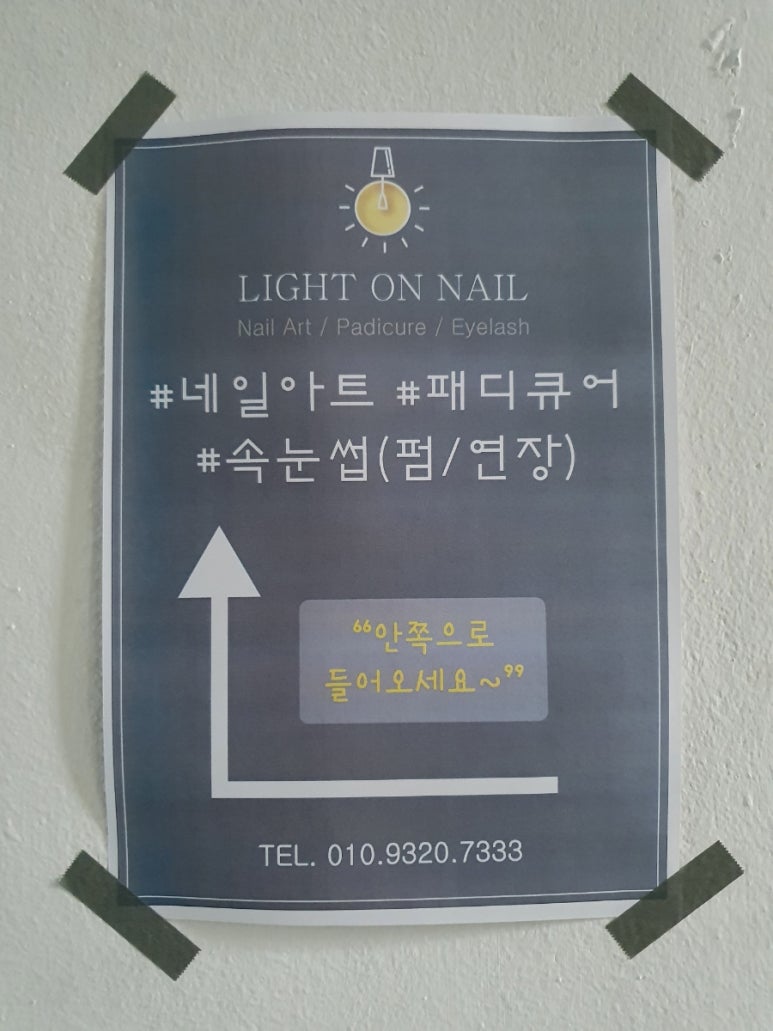 LIGHT ON NAIL
Nail Art / Padicure / Eyelash
#네일아트 #패디큐어
#속눈썹(펌/연장)
“안쪽으로
들어오세요~”
TEL. 010.9320.7333